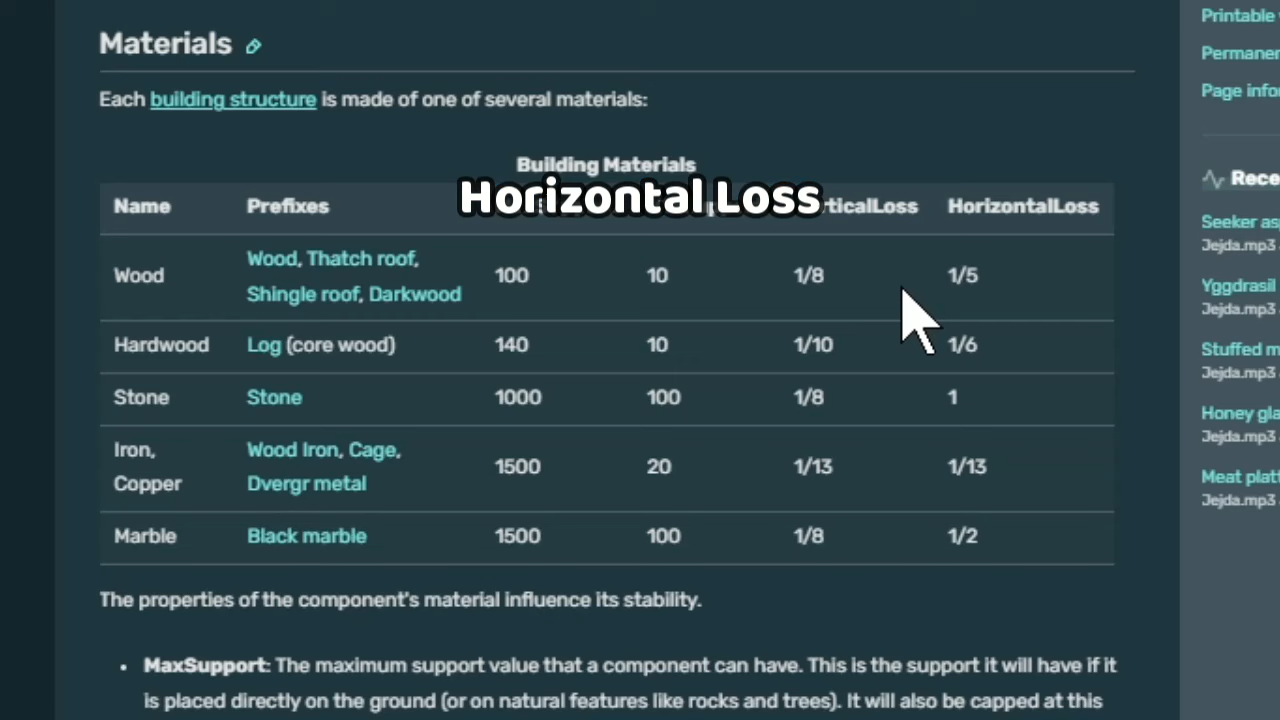 Printable
Permanen
Page info
Materials
Each building structure is made of one of several materials:
Building Materials
Horizontal Loss
Name Prefixes rticalLoss HorizontalLoss
Wood Wood, Thatch roof, Shingle roof, Darkwood 100 10 1/8 1/5
Hardwood Log (core wood) 140 10 1/10 1/6
Stone Stone 1000 100 1/8 1
Iron, Copper Wood Iron, Cage, Dvergr metal 1500 20 1/13 1/13
Marble Black marble 1500 100 1/8 1/2
The properties of the component's material influence its stability.
• MaxSupport: The maximum support value that a component can have. This is the support it will have if it
is placed directly on the ground (or on natural features like rocks and trees). It will also be capped at this
Rece
Seeker as
Jejda.mp3
Yggdrasil
Jejda.mp3
Stuffed m
Jejda.mp3
Honey gla
Jejda.mp3
Meat platt
Jejda.mp3